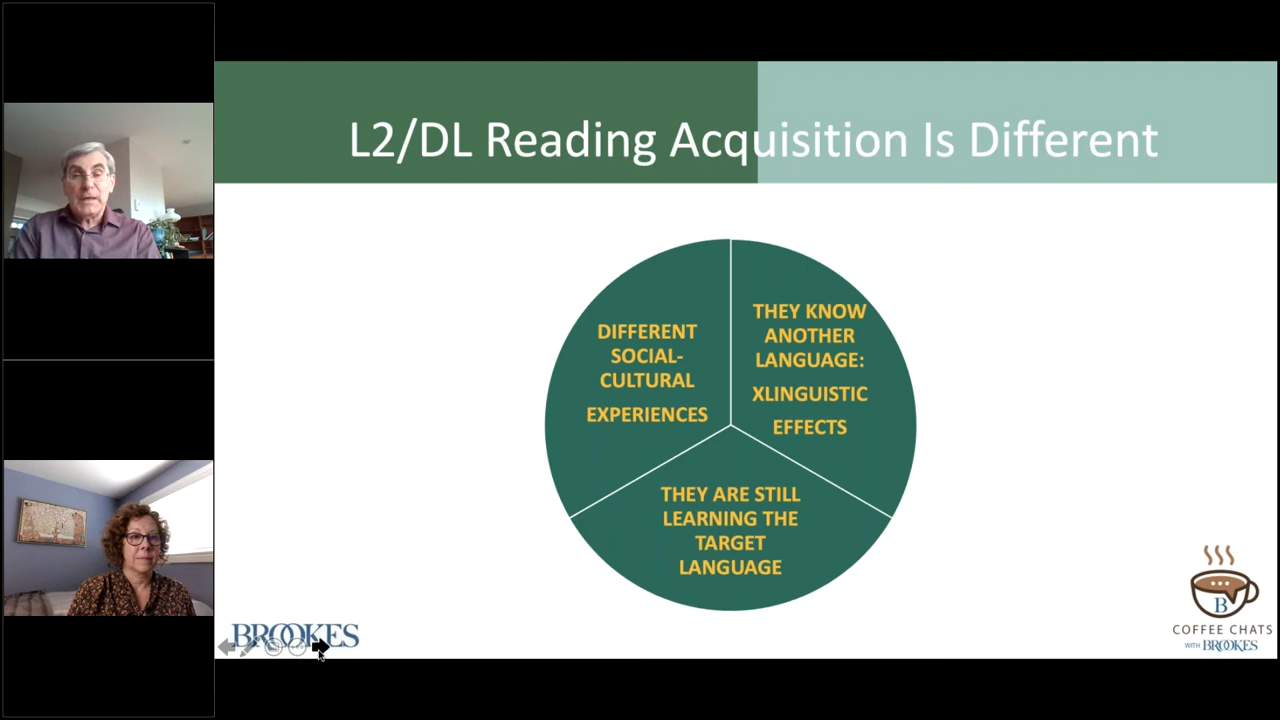 L2/DL Reading Acquisition Is Different
DIFFERENT
SOCIAL-
CULTURAL
EXPERIENCES
THEY KNOW
ANOTHER
LANGUAGE:
XLINGUISTIC
EFFECTS
THEY ARE STILL
LEARNING THE
TARGET
LANGUAGE
BROOKES
B
COFFEE CHATS
WITH BROOKES